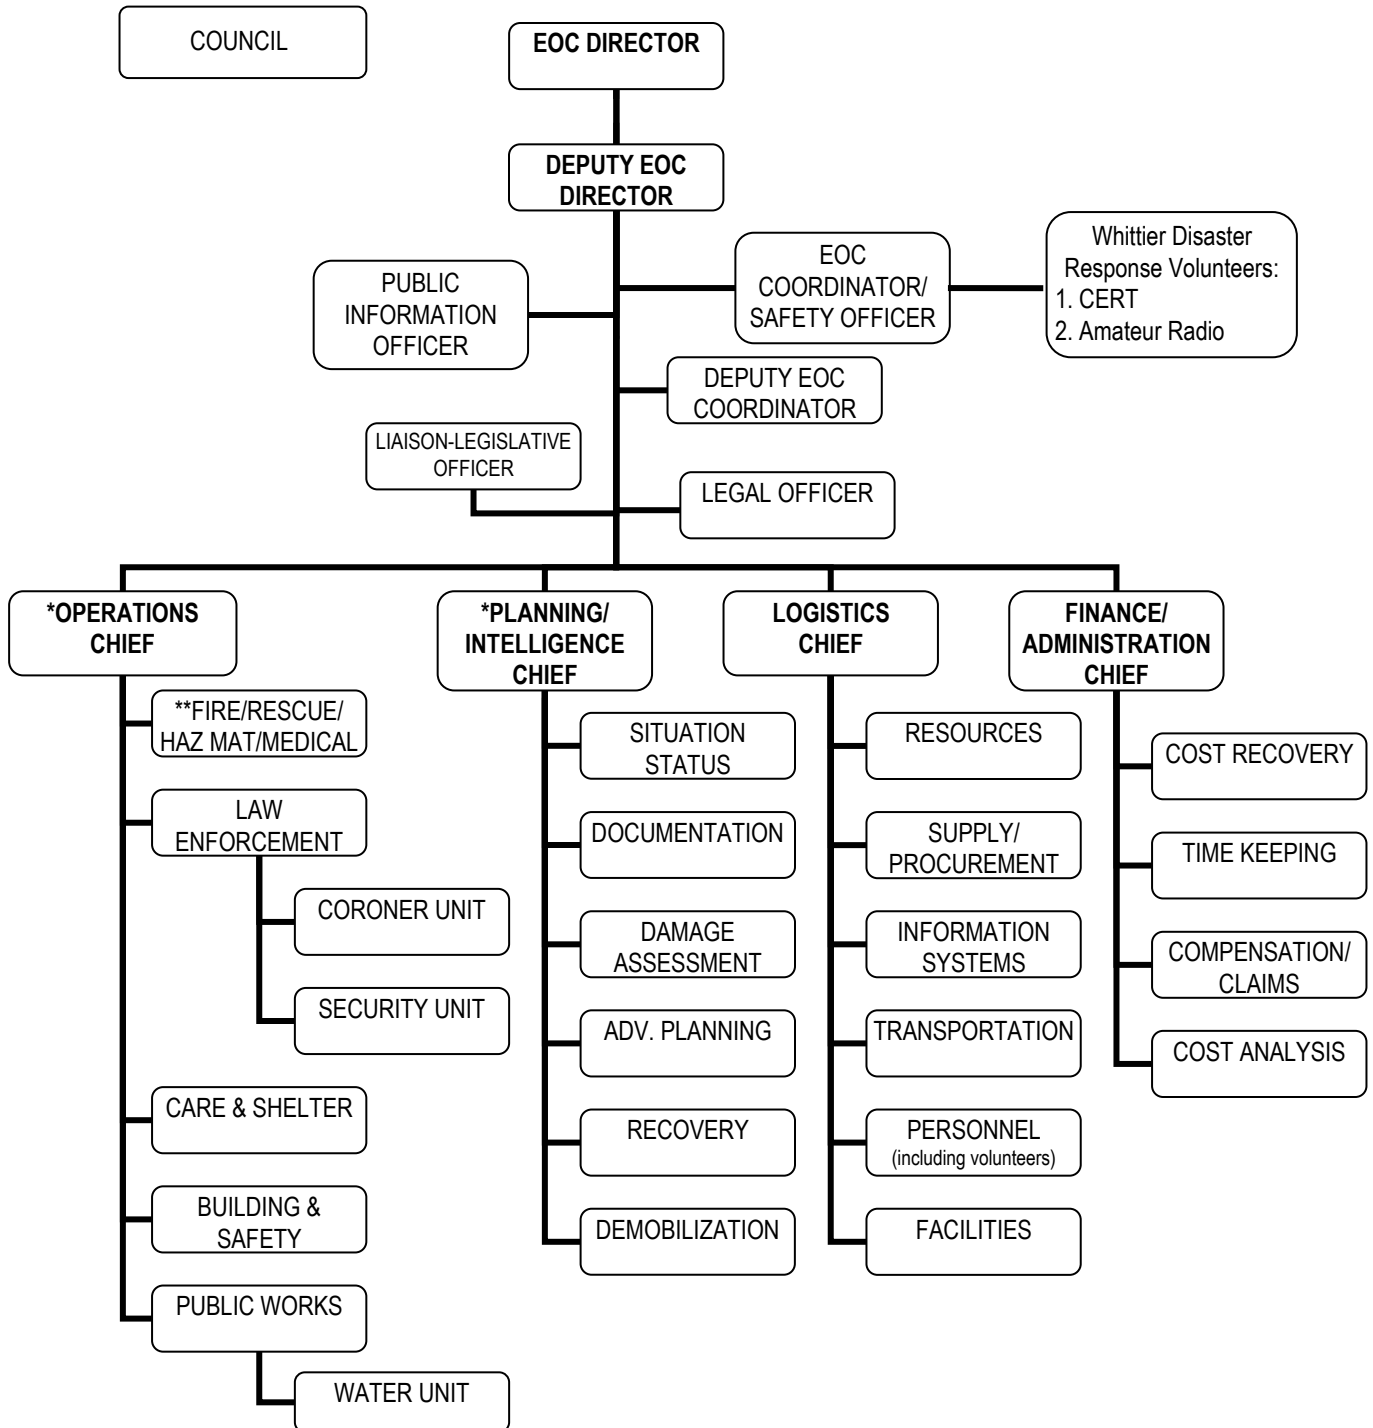 COUNCIL
EOC DIRECTOR
DEPUTY EOC
DIRECTOR
PUBLIC
INFORMATION
OFFICER
EOC
COORDINATOR/
SAFETY OFFICER
Whittier Disaster
Response Volunteers:
1. CERT
2. Amateur Radio
DEPUTY EOC
COORDINATOR
LIAISON-LEGISLATIVE
OFFICER
LEGAL OFFICER
*OPERATIONS
CHIEF
**FIRE/RESCUE/
HAZ MAT/MEDICAL
LAW
ENFORCEMENT
CORONER UNIT
SECURITY UNIT
CARE & SHELTER
BUILDING &
SAFETY
PUBLIC WORKS
WATER UNIT
*PLANNING/
INTELLIGENCE
CHIEF
SITUATION
STATUS
DOCUMENTATION
DAMAGE
ASSESSMENT
ADV. PLANNING
RECOVERY
DEMOBILIZATION
LOGISTICS
CHIEF
RESOURCES
SUPPLY/
PROCUREMENT
INFORMATION
SYSTEMS
TRANSPORTATION
PERSONNEL
(including volunteers)
FACILITIES
FINANCE/
ADMINISTRATION
CHIEF
COST RECOVERY
TIME KEEPING
COMPENSATION/
CLAIMS
COST ANALYSIS